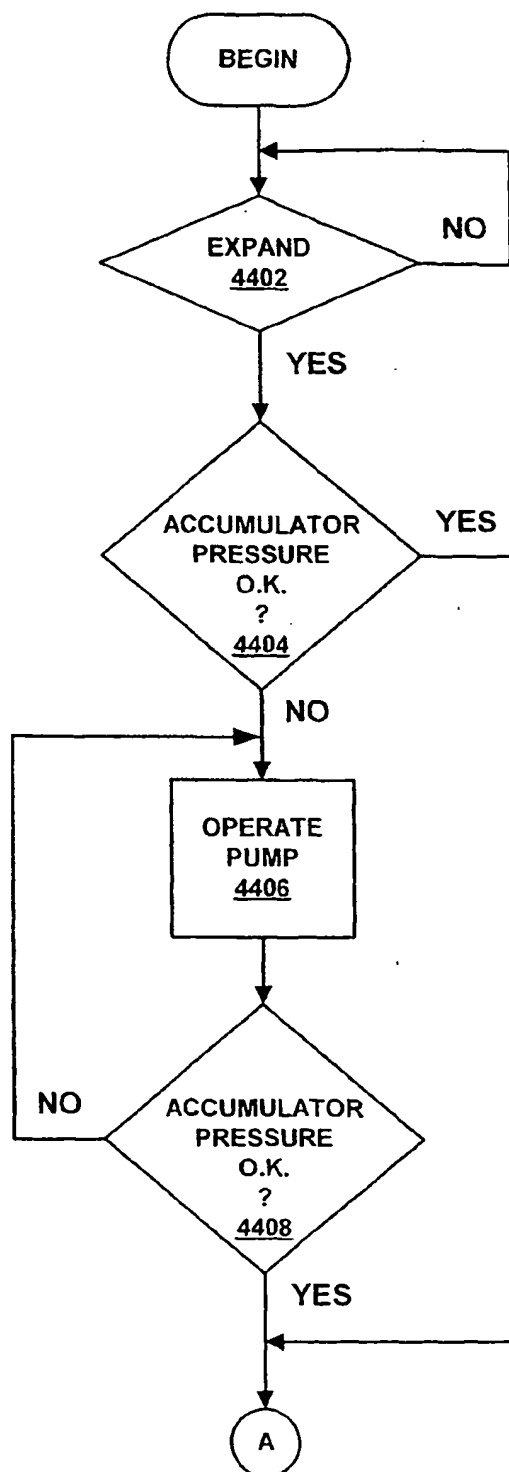 BEGIN
EXPAND
4402
NO
YES
ACCUMULATOR
PRESSURE
O.K.
?
4404
YES
NO
OPERATE
PUMP
4406
ACCUMULATOR
PRESSURE
O.K.
?
4408
NO
YES
A